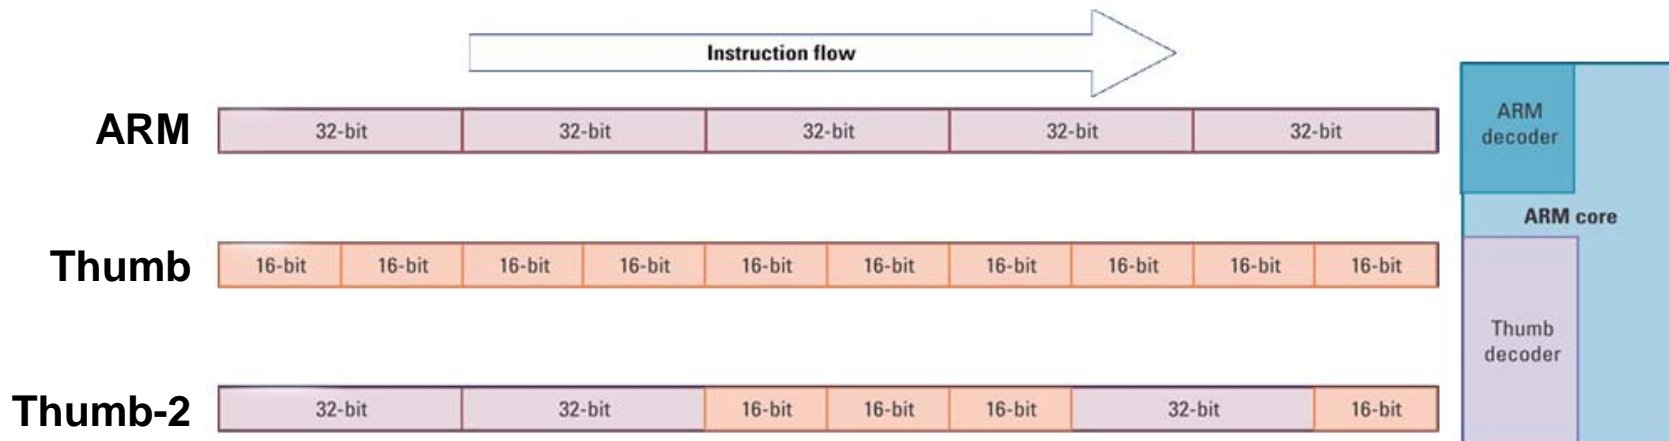 Instruction flow
ARM 32-bit 32-bit 32-bit 32-bit 32-bit
ARM
decoder
ARM core
Thumb 16-bit 16-bit 16-bit 16-bit 16-bit 16-bit 16-bit 16-bit 16-bit 16-bit
Thumb
decoder
Thumb-2 32-bit 32-bit 16-bit 16-bit 16-bit 32-bit 16-bit